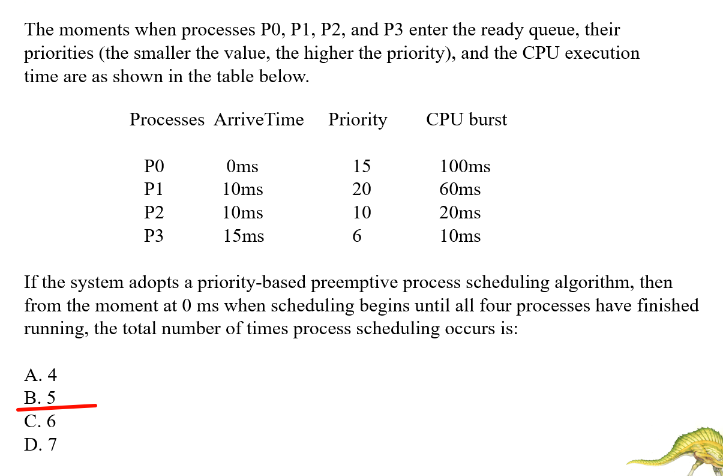 The moments when processes P0, P1, P2, and P3 enter the ready queue, their
priorities (the smaller the value, the higher the priority), and the CPU execution
time are as shown in the table below.
Processes ArriveTime Priority CPU burst
P0 0ms 15 100ms
P1 10ms 20 60ms
P2 10ms 10 20ms
P3 15ms 6 10ms
If the system adopts a priority-based preemptive process scheduling algorithm, then
from the moment at 0 ms when scheduling begins until all four processes have finished
running, the total number of times process scheduling occurs is:
A. 4
B. 5
C. 6
D. 7